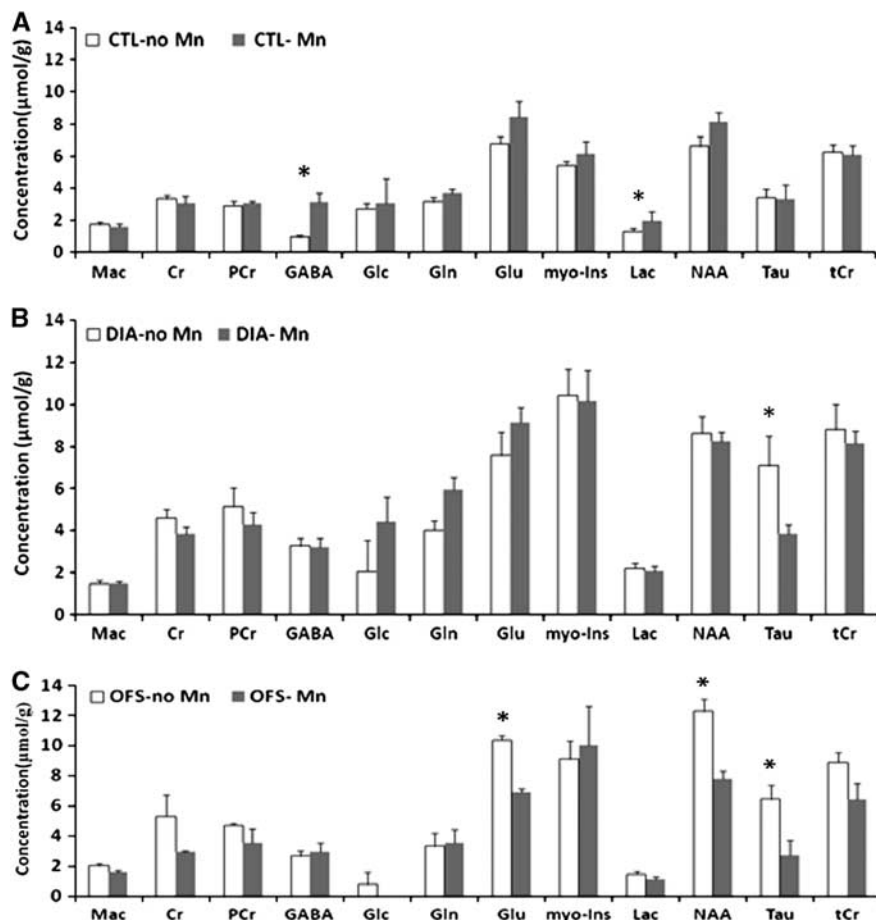 A
Concentration(µmol/g)
14
12
10
8
6
4
2
0
CTL-no Mn CTL- Mn
*
*
Mac Cr PCr GABA Glc Gln Glu myo-Ins Lac NAA Tau tCr
B
Concentration (µmol/g)
14
12
10
8
6
4
2
0
DIA-no Mn DIA- Mn
*
Mac Cr PCr GABA Glc Gln Glu myo-Ins Lac NAA Tau tCr
C
Concentration(µmol/g)
14
12
10
8
6
4
2
0
OFS-no Mn OFS- Mn
*
*
*
Mac Cr PCr GABA Glc Gln Glu myo-Ins Lac NAA Tau tCr